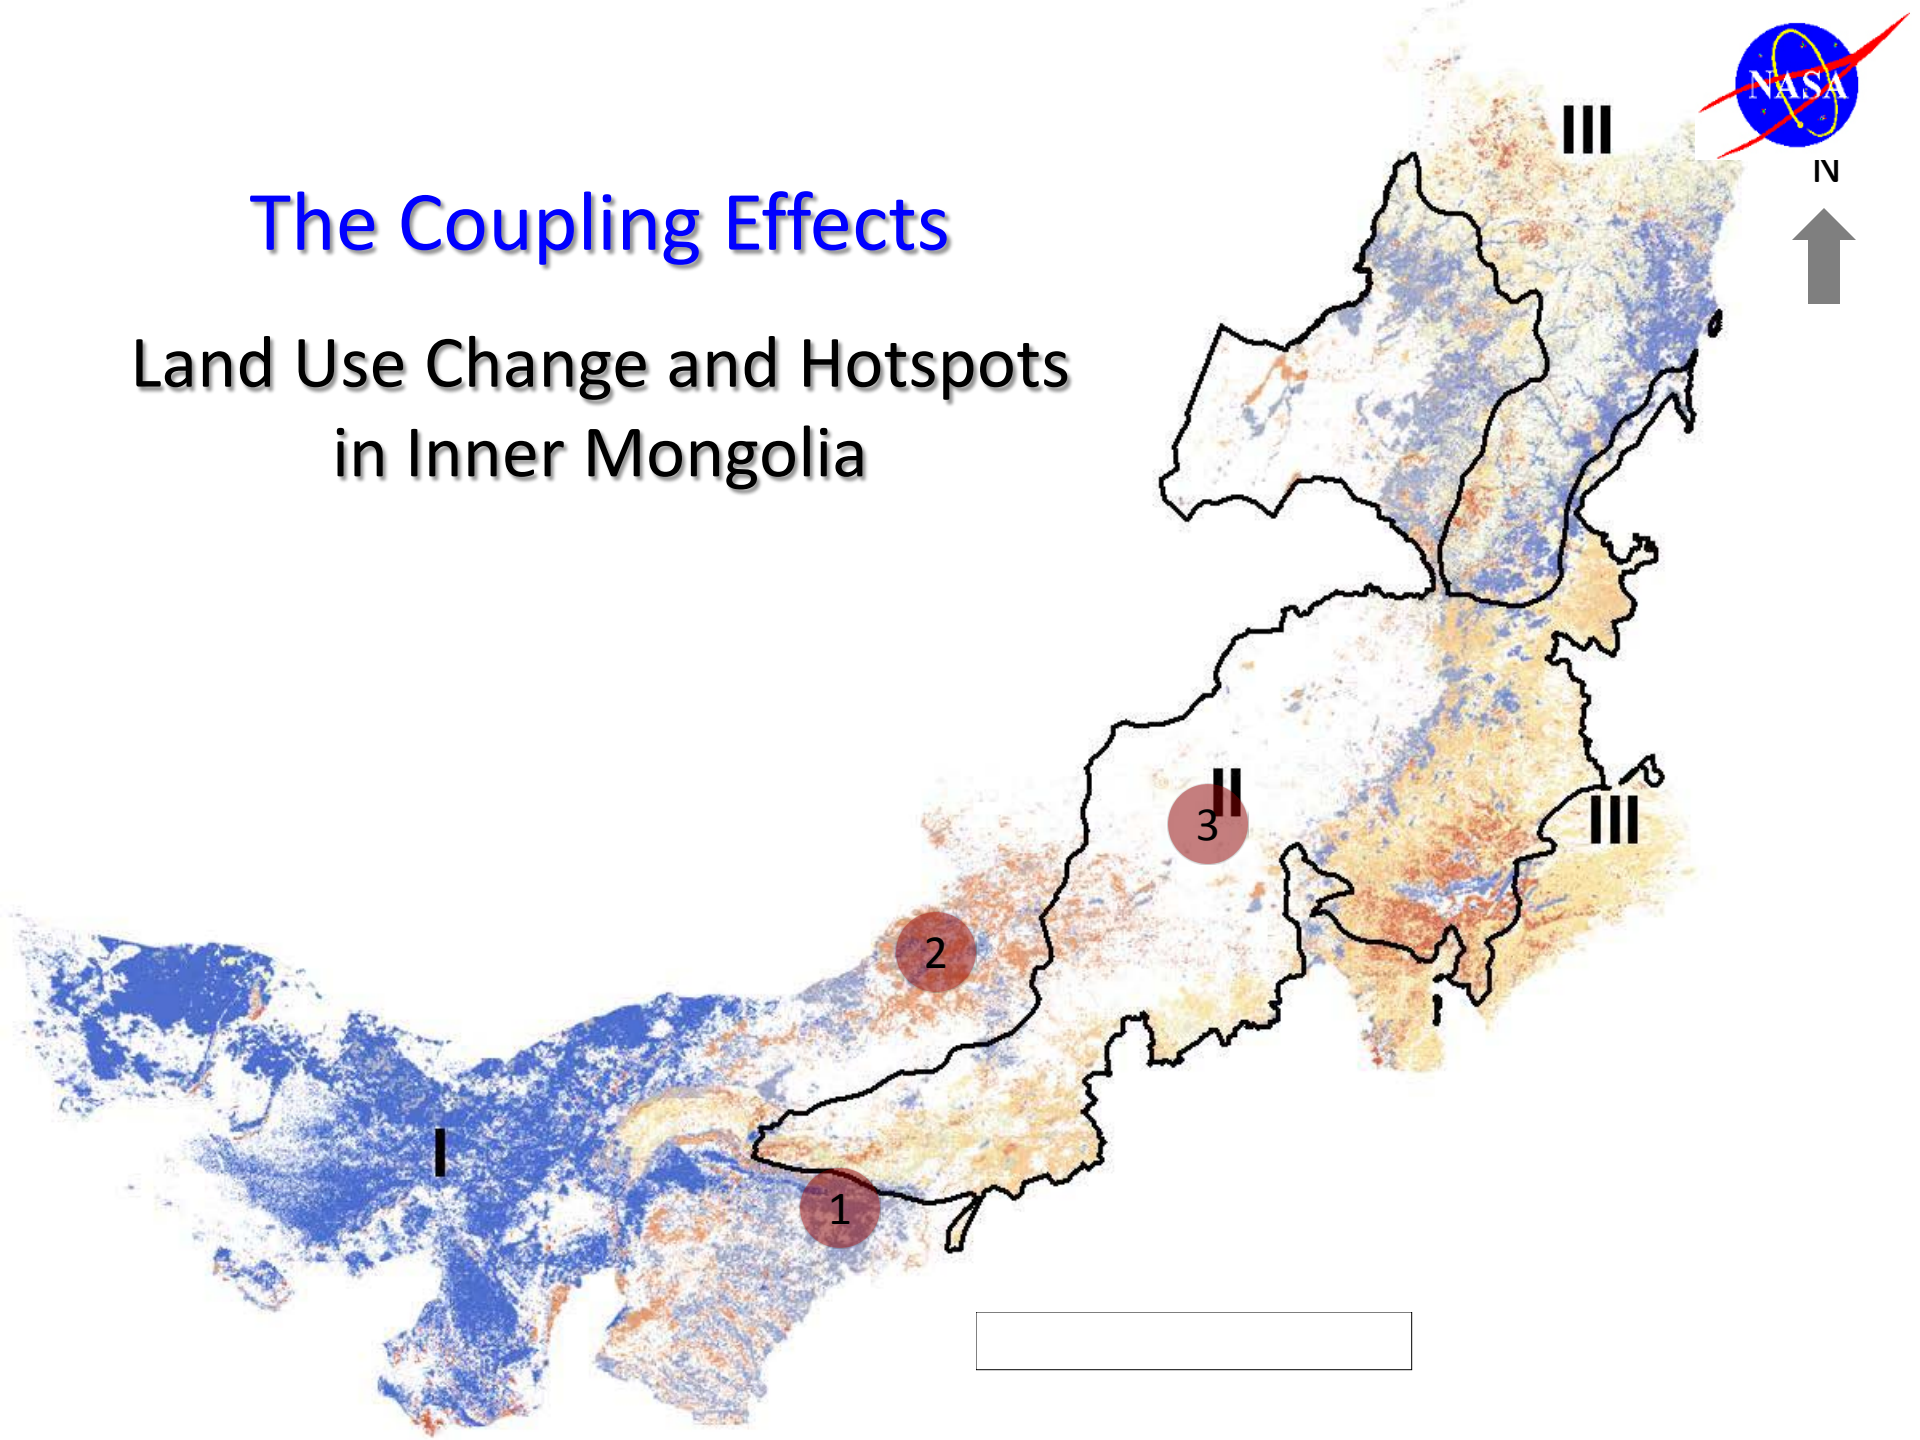 NASA
III
N
The Coupling Effects
Land Use Change and Hotspots
in Inner Mongolia
II
3
III
2
I
1